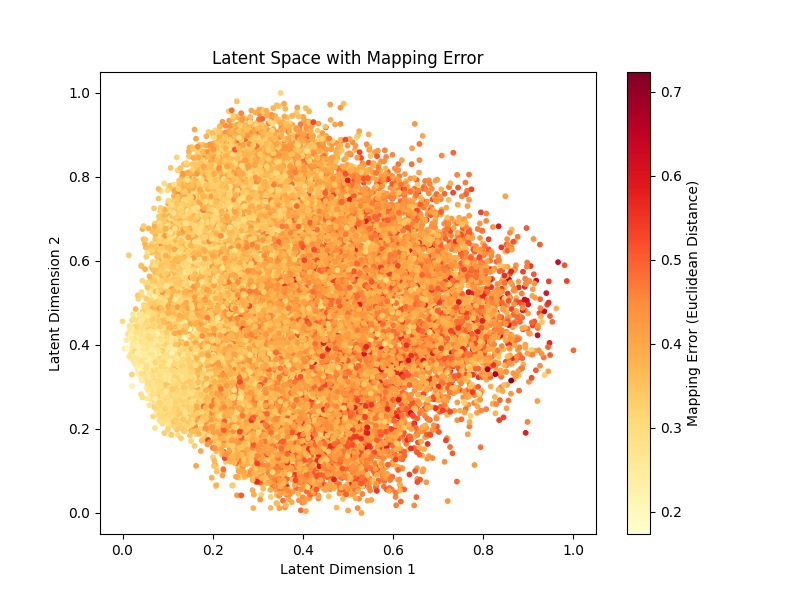 Latent Space with Mapping Error
1.0
0.8
0.6
0.4
0.2
0.0
Latent Dimension 2
0.0 0.2 0.4 0.6 0.8 1.0
Latent Dimension 1
0.7
0.6
0.5
0.4
0.3
0.2
Mapping Error (Euclidean Distance)